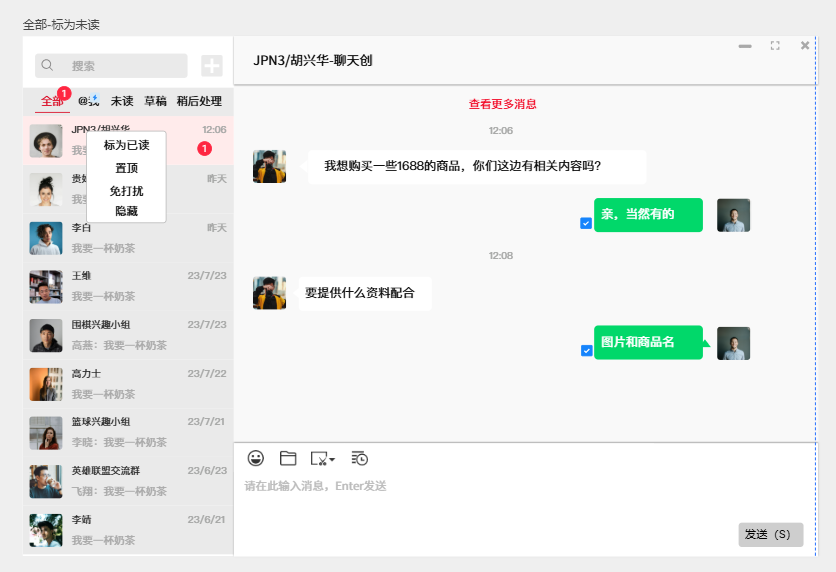 全部-标为未读
搜索
JPN3/胡兴华-聊天创
全部 1 @我 未读 草稿 稍后处理
JPN3/胡兴华 12:06
我 1
标为已读
置顶
免打扰
隐藏
昨天
我
李白 昨天
我要一杯奶茶
王维 23/7/23
我要一杯奶茶
围棋兴趣小组 23/7/23
高燕：我要一杯奶茶
高力士 23/7/22
我要一杯奶茶
篮球兴趣小组 23/7/21
李晓：我要一杯奶茶
英雄联盟交流群 23/6/23
飞翔：我要一杯奶茶
李靖 23/6/21
我要一杯奶茶
查看更多消息
12:06
我想购买一些1688的商品，你们这边有相关内容吗?
亲，当然有的
12:08
要提供什么资料配合
图片和商品名
请在此输入消息，Enter发送
发送（S）